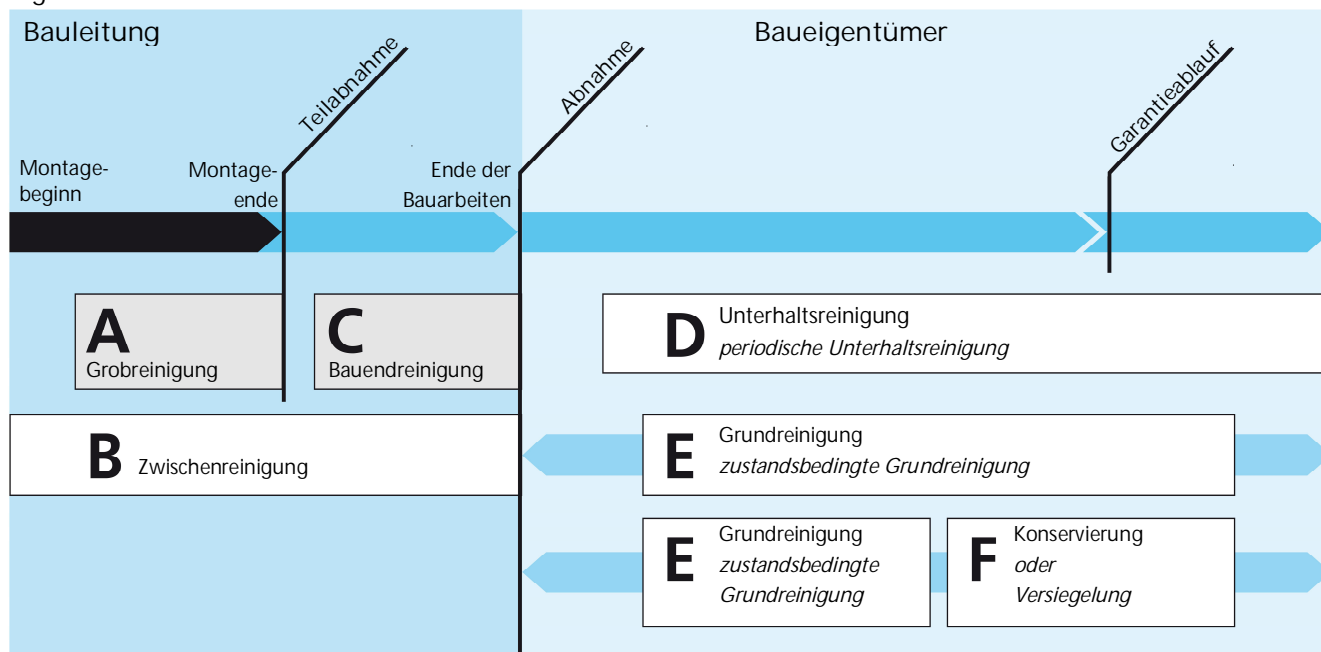 Bauleitung
Baueigentümer
Teilabnahme
Abnahme
Garantieablauf
Montage-
beginn
Montage-
ende
Ende der
Bauarbeiten
A
Grobreinigung
C
Bauendreinigung
D
Unterhaltsreinigung
periodische Unterhaltsreinigung
B Zwischenreinigung
E
Grundreinigung
zustandsbedingte Grundreinigung
E
Grundreinigung
zustandsbedingte
Grundreinigung
F
Konservierung
oder
Versiegelung